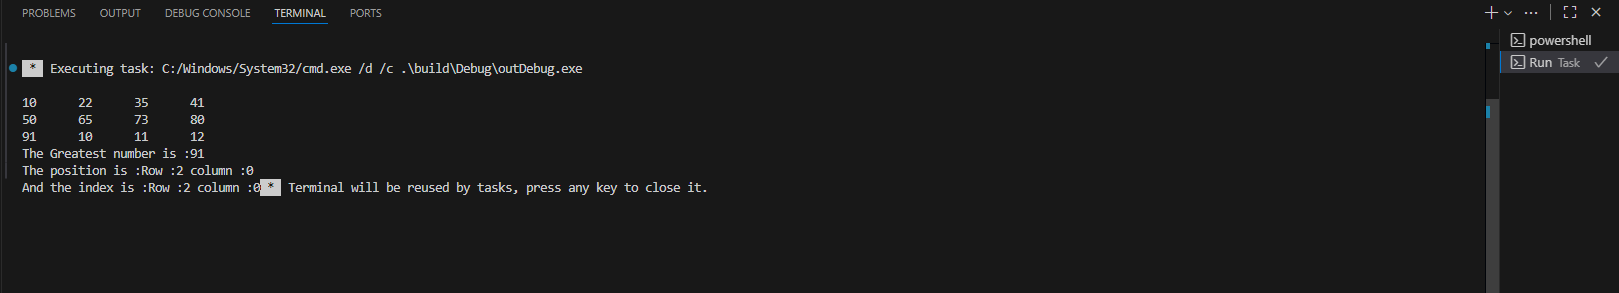 PROBLEMS OUTPUT DEBUG CONSOLE TERMINAL PORTS
powershell
Run Task
* Executing task: C:/Windows/System32/cmd.exe /d /c .\build\Debug\outDebug.exe
10 22 35 41
50 65 73 80
91 10 11 12
The Greatest number is :91
The position is :Row :2 column :0
And the index is :Row :2 column :0 * Terminal will be reused by tasks, press any key to close it.